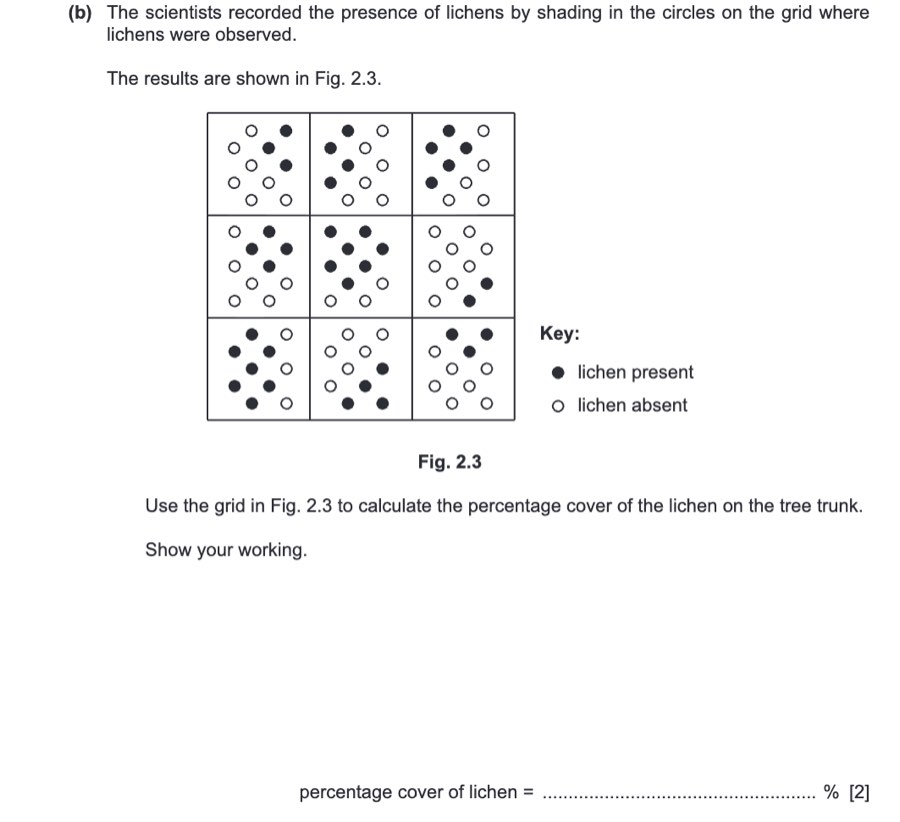 (b) The scientists recorded the presence of lichens by shading in the circles on the grid where
lichens were observed.
The results are shown in Fig. 2.3.
Key:
lichen present
lichen absent
Fig. 2.3
Use the grid in Fig. 2.3 to calculate the percentage cover of the lichen on the tree trunk.
Show your working.
percentage cover of lichen = ...................................................... % [2]